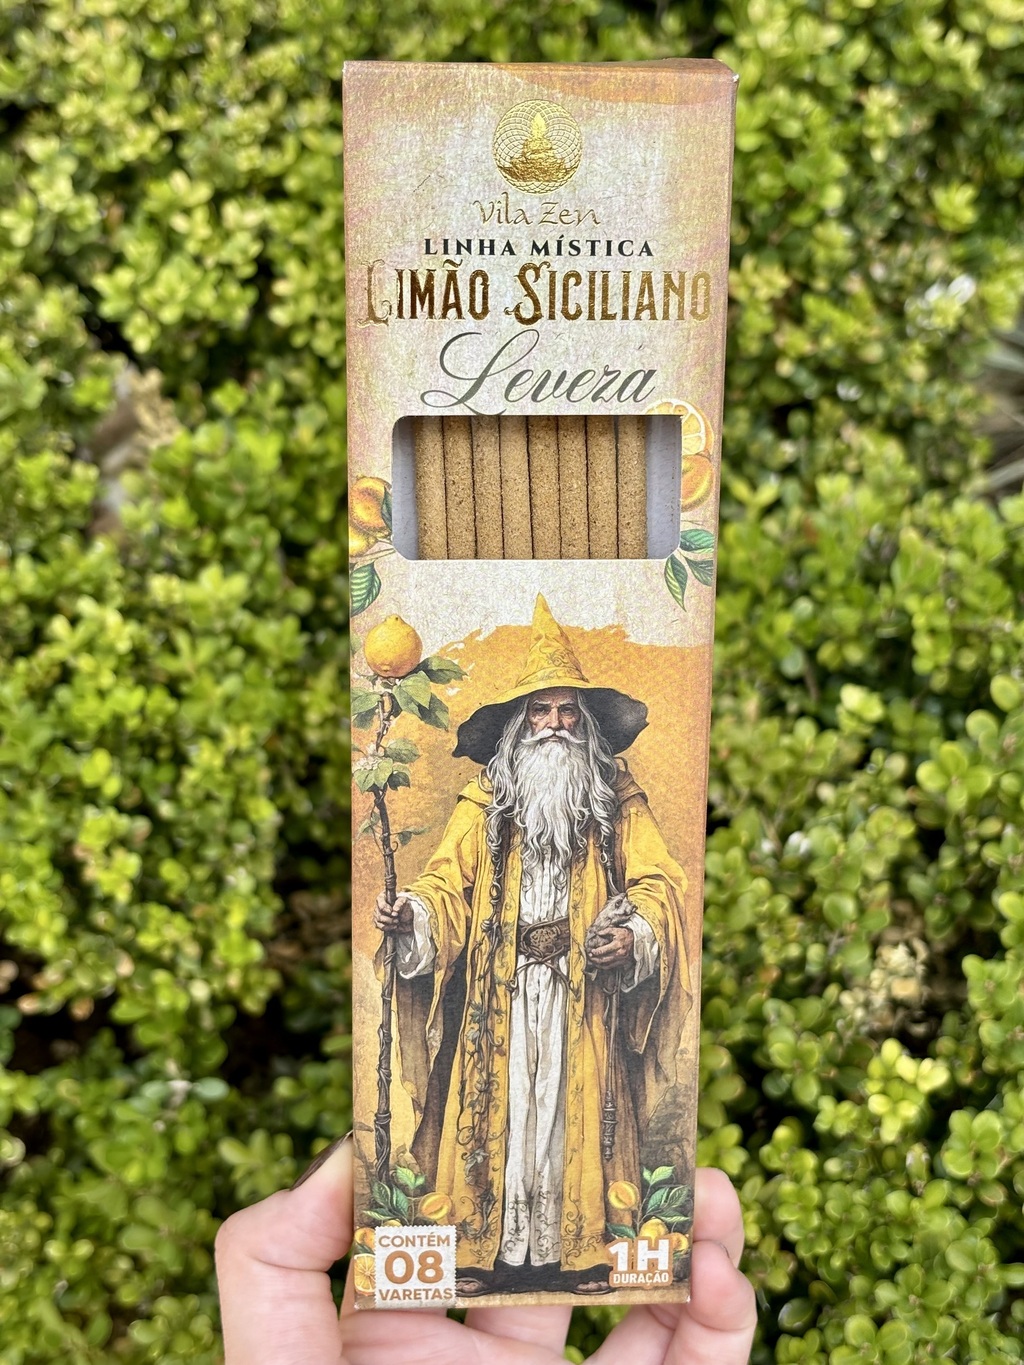 Vila Zen
LINHA MÍSTICA
LIMÃO SICILIANO
Leveza
CONTÉM
08
VARETAS
1H
DURAÇÃO